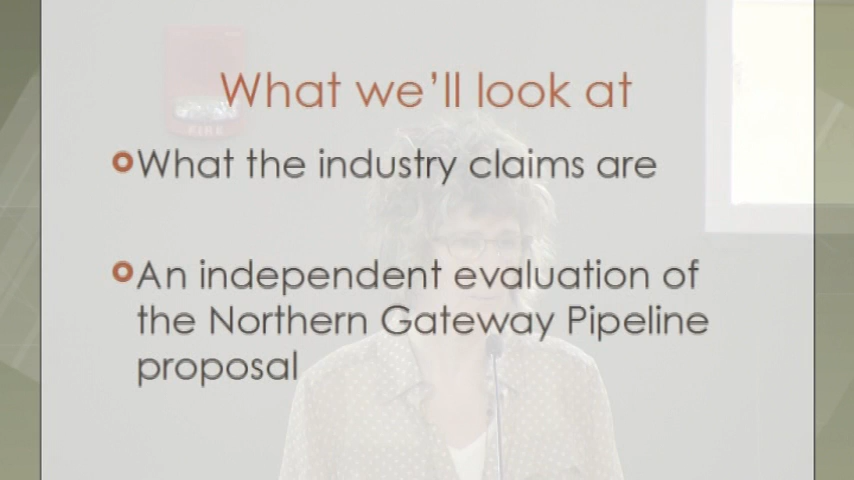 FIRE
What we'll look at
What the industry claims are
An independent evaluation of
the Northern Gateway Pipeline
proposal